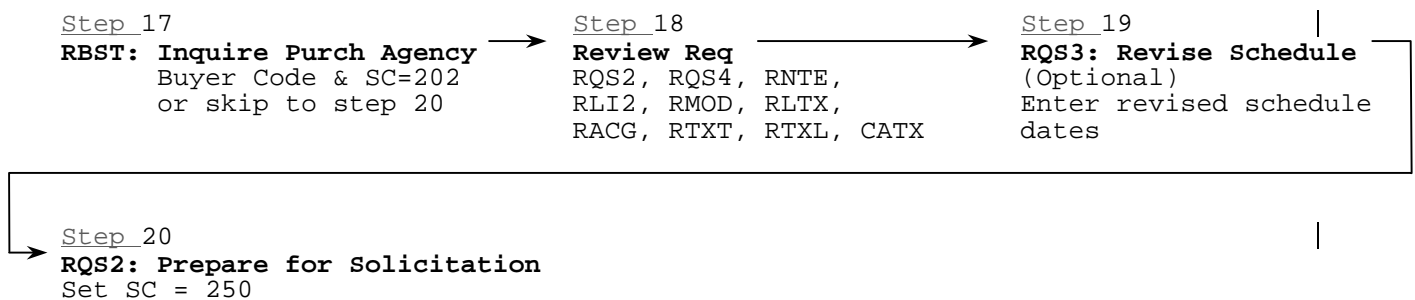 Step 17
RBST: Inquire Purch Agency
Buyer Code & SC=202
or skip to step 20
Step 18
Review Req
RQS2, RQS4, RNTE,
RLI2, RMOD, RLTX,
RACG, RTXT, RTXL, CATX
Step 19
RQS3: Revise Schedule
(Optional)
Enter revised schedule
dates
Step 20
RQS2: Prepare for Solicitation
Set SC = 250